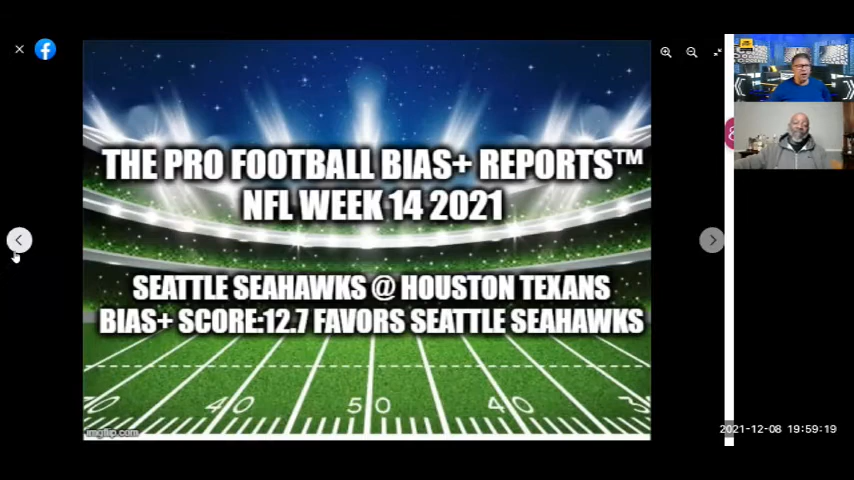 THE PRO FOOTBALL BIAS+ REPORTS™
NFL WEEK 14 2021
SEATTLE SEAHAWKS @ HOUSTON TEXANS
BIAS+ SCORE:12.7 FAVORS SEATTLE SEAHAWKS
40 50 40
imgflip.com
2021-12-08 19:59:19